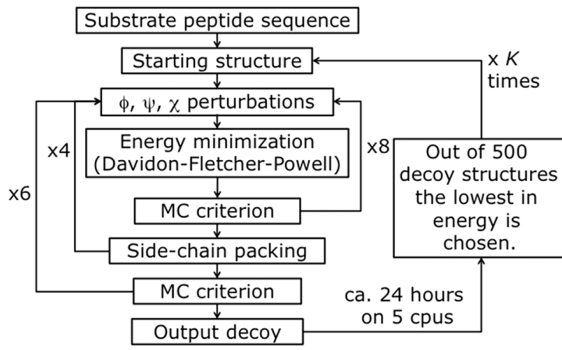 Substrate peptide sequence
Starting structure
ϕ, ψ, χ perturbations
Energy minimization
(Davidon-Fletcher-Powell)
MC criterion
Side-chain packing
MC criterion
Output decoy
x4
x6
x8
x K
times
Out of 500
decoy structures
the lowest in
energy is
chosen.
ca. 24 hours
on 5 cpus